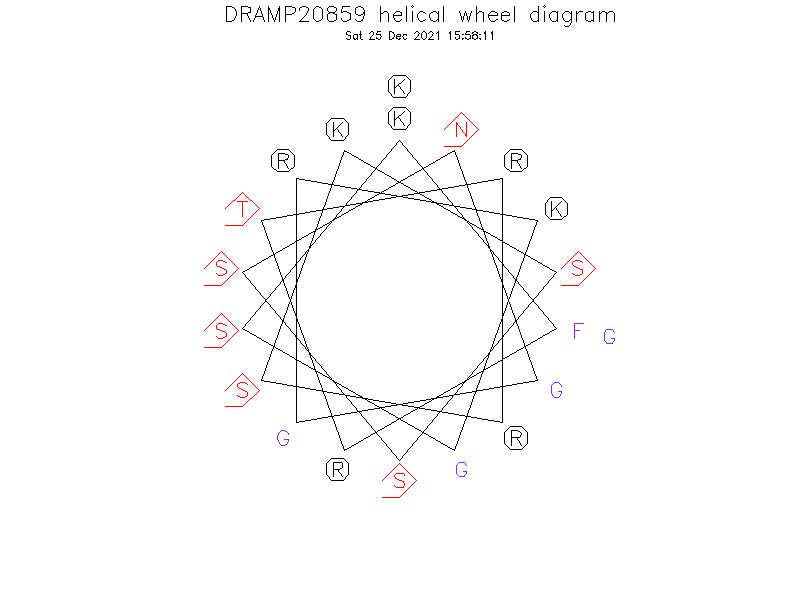 DRAMP20859 helical wheel diagram
Sat 25 Dec 2021 15:58:11
K
K
K N
R R
T K
S S
S F G
S G
G R
R G
S